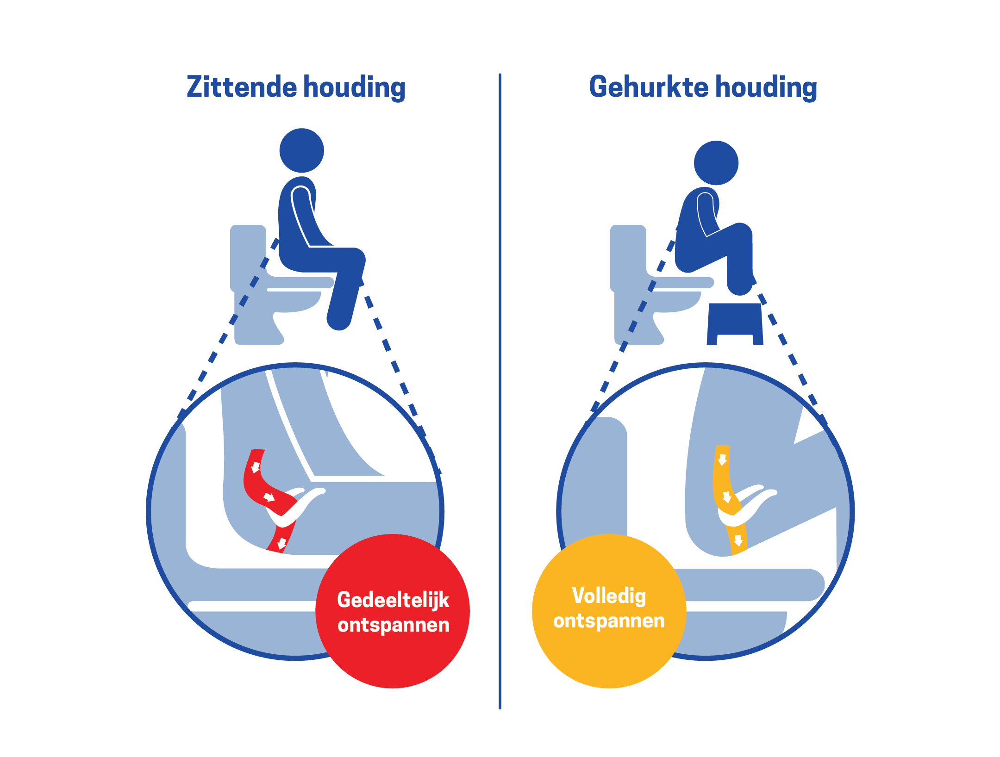 Zittende houding
Gehurkte houding
Gedeeltelijk
ontspannen
Volledig
ontspannen